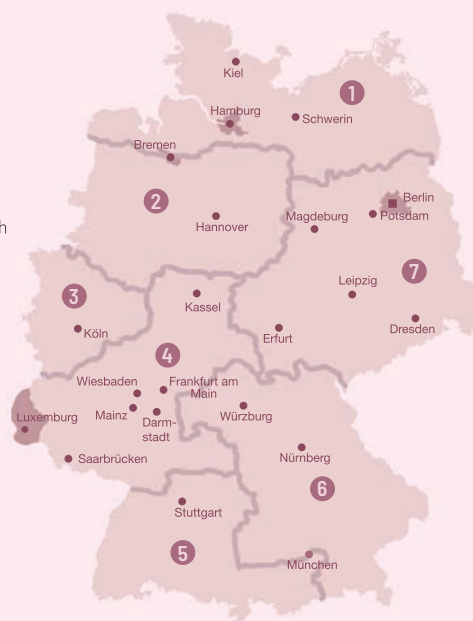 Kiel
1
Hamburg
Schwerin
Bremen
2
Berlin
Potsdam
Magdeburg
h
Hannover
7
3
Leipzig
Kassel
Köln
Erfurt
Dresden
4
Wiesbaden
Frankfurt am
Main
Luxemburg
Mainz
Darm-
stadt
Würzburg
Saarbrücken
Nürnberg
6
Stuttgart
5
München